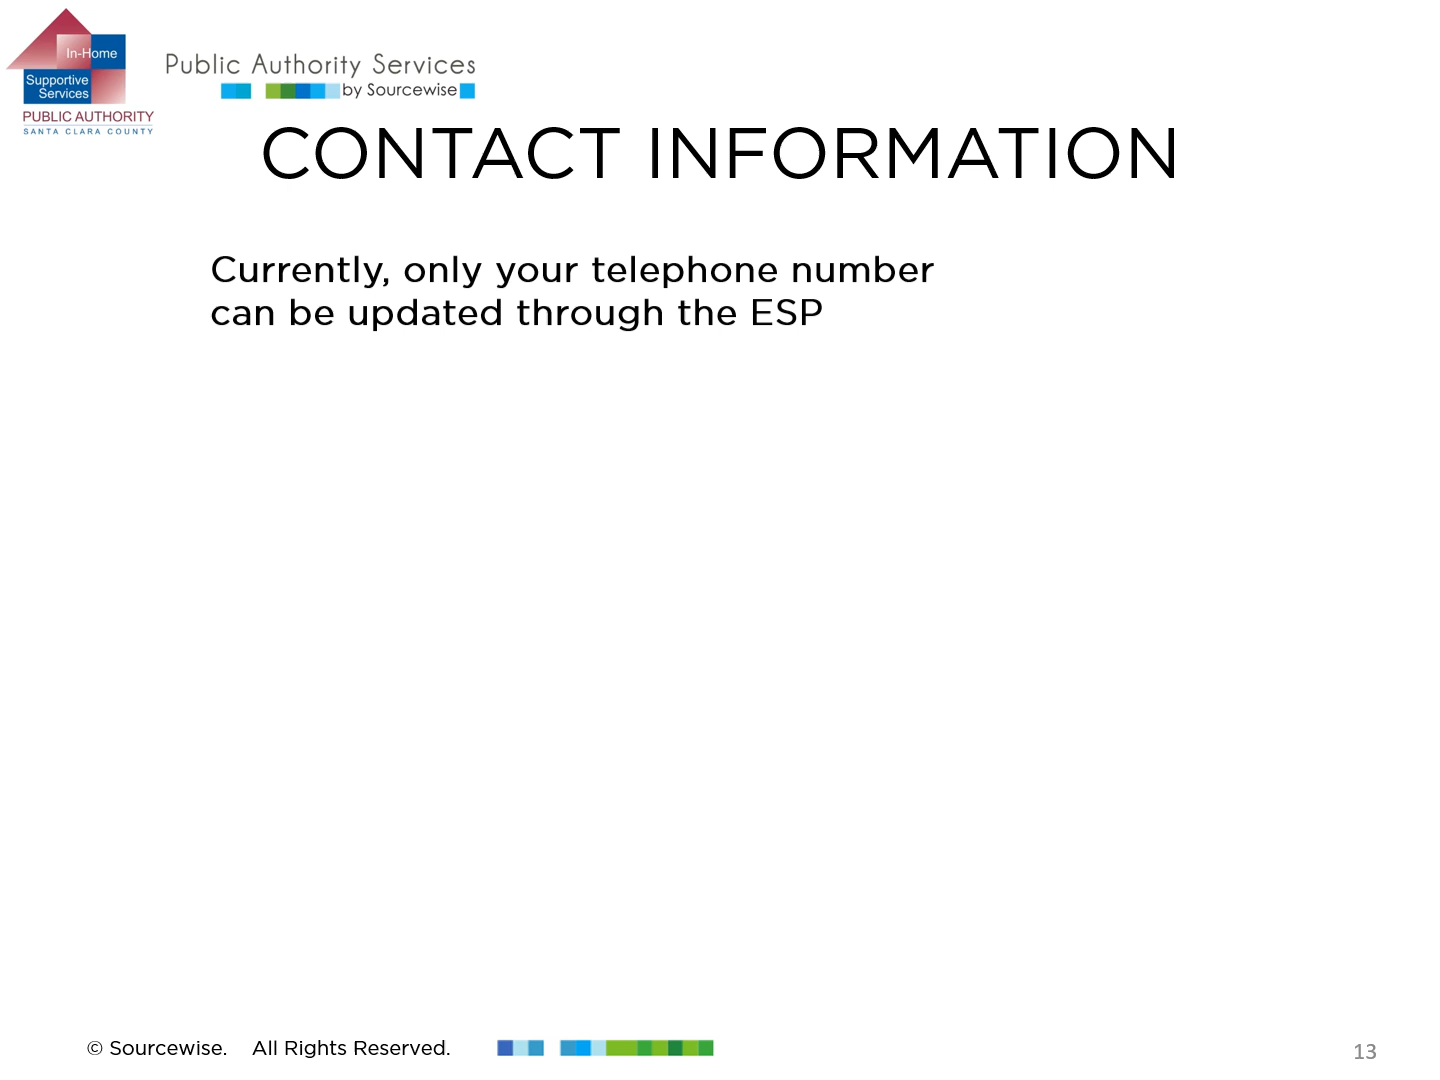 In-Home
Supportive
Services
PUBLIC AUTHORITY
SANTA CLARA COUNTY
Public Authority Services
by Sourcewise
CONTACT INFORMATION
Currently, only your telephone number
can be updated through the ESP
© Sourcewise. All Rights Reserved.
13